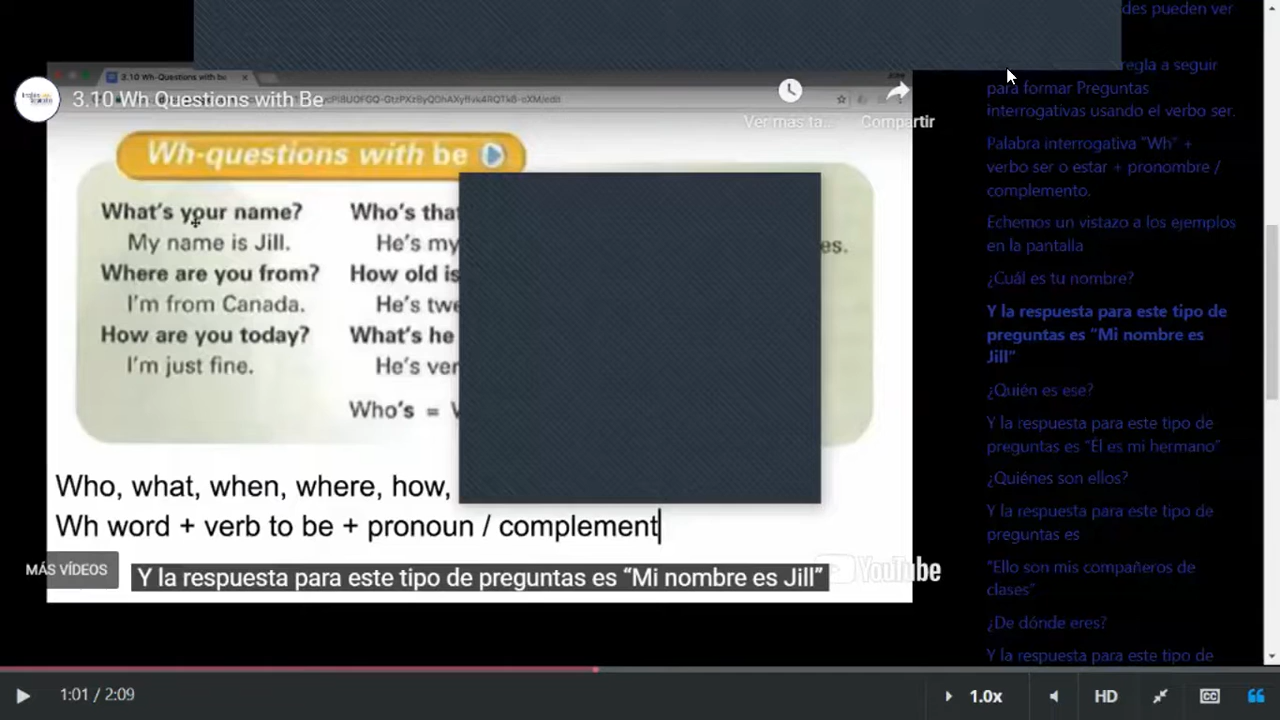 3.10 Wh-Questions with be
3.10 Wh Questions with Be
Ver más ta...
Compartir
Wh-questions with be
What's your name?
My name is Jill.
Where are you from?
I'm from Canada.
How are you today?
I'm just fine.
Who's
He's my
How old is
He's
What's he
He's
Who's =
es.
Who, what, when, where, how,
Wh word + verb to be + pronoun / complement
MÁS VÍDEOS
Y la respuesta para este tipo de preguntas es “Mi nombre es Jill”
YouTube
des pueden ver
regla a seguir
para formar Preguntas
interrogativas usando el verbo ser.
Palabra interrogativa "Wh" +
verbo ser o estar + pronombre /
complemento.
Echemos un vistazo a los ejemplos
en la pantalla
¿Cuál es tu nombre?
Y la respuesta para este tipo de
preguntas es “Mi nombre es
Jill”
¿Quién es ese?
Y la respuesta para este tipo de
preguntas es “Él es mi hermano”
¿Quiénes son ellos?
Y la respuesta para este tipo de
preguntas es
"Ello son mis compañeros de
clases”
¿De dónde eres?
Y la respuesta para este tipo de
1:01 / 2:09
1.0x
HD
CC